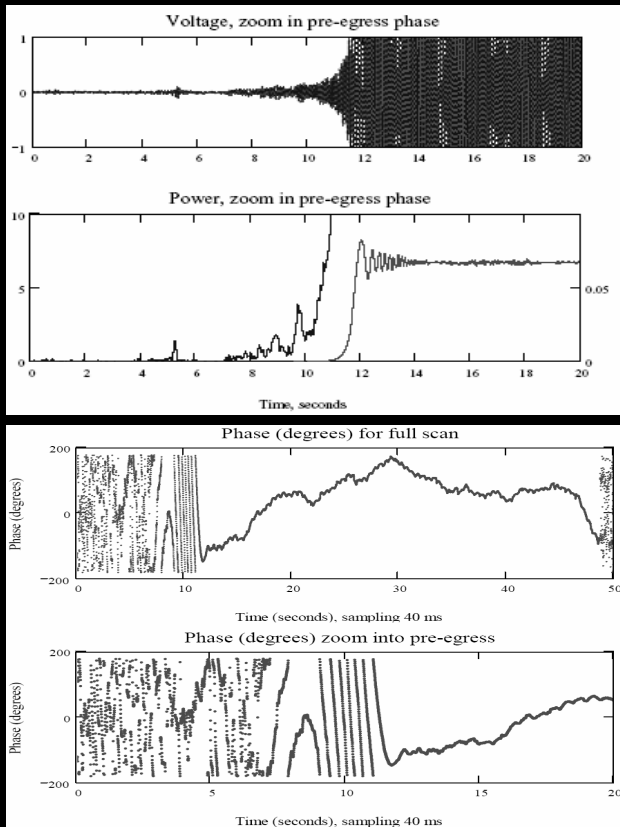 Voltage, zoom in pre-egress phase
1
0
−1
0 2 4 6 8 10 12 14 16 18 20
Power, zoom in pre-egress phase
10
5 0.05
0 0
0 2 4 6 8 10 12 14 16 18 20
Time, seconds
Phase (degrees) for full scan
200
0
−200
Phase (degrees)
0 10 20 30 40 50
Time (seconds), sampling 40 ms
Phase (degrees) zoom into pre-egress
200
0
−200
Phase (degrees)
0 5 10 15 20
Time (seconds), sampling 40 ms